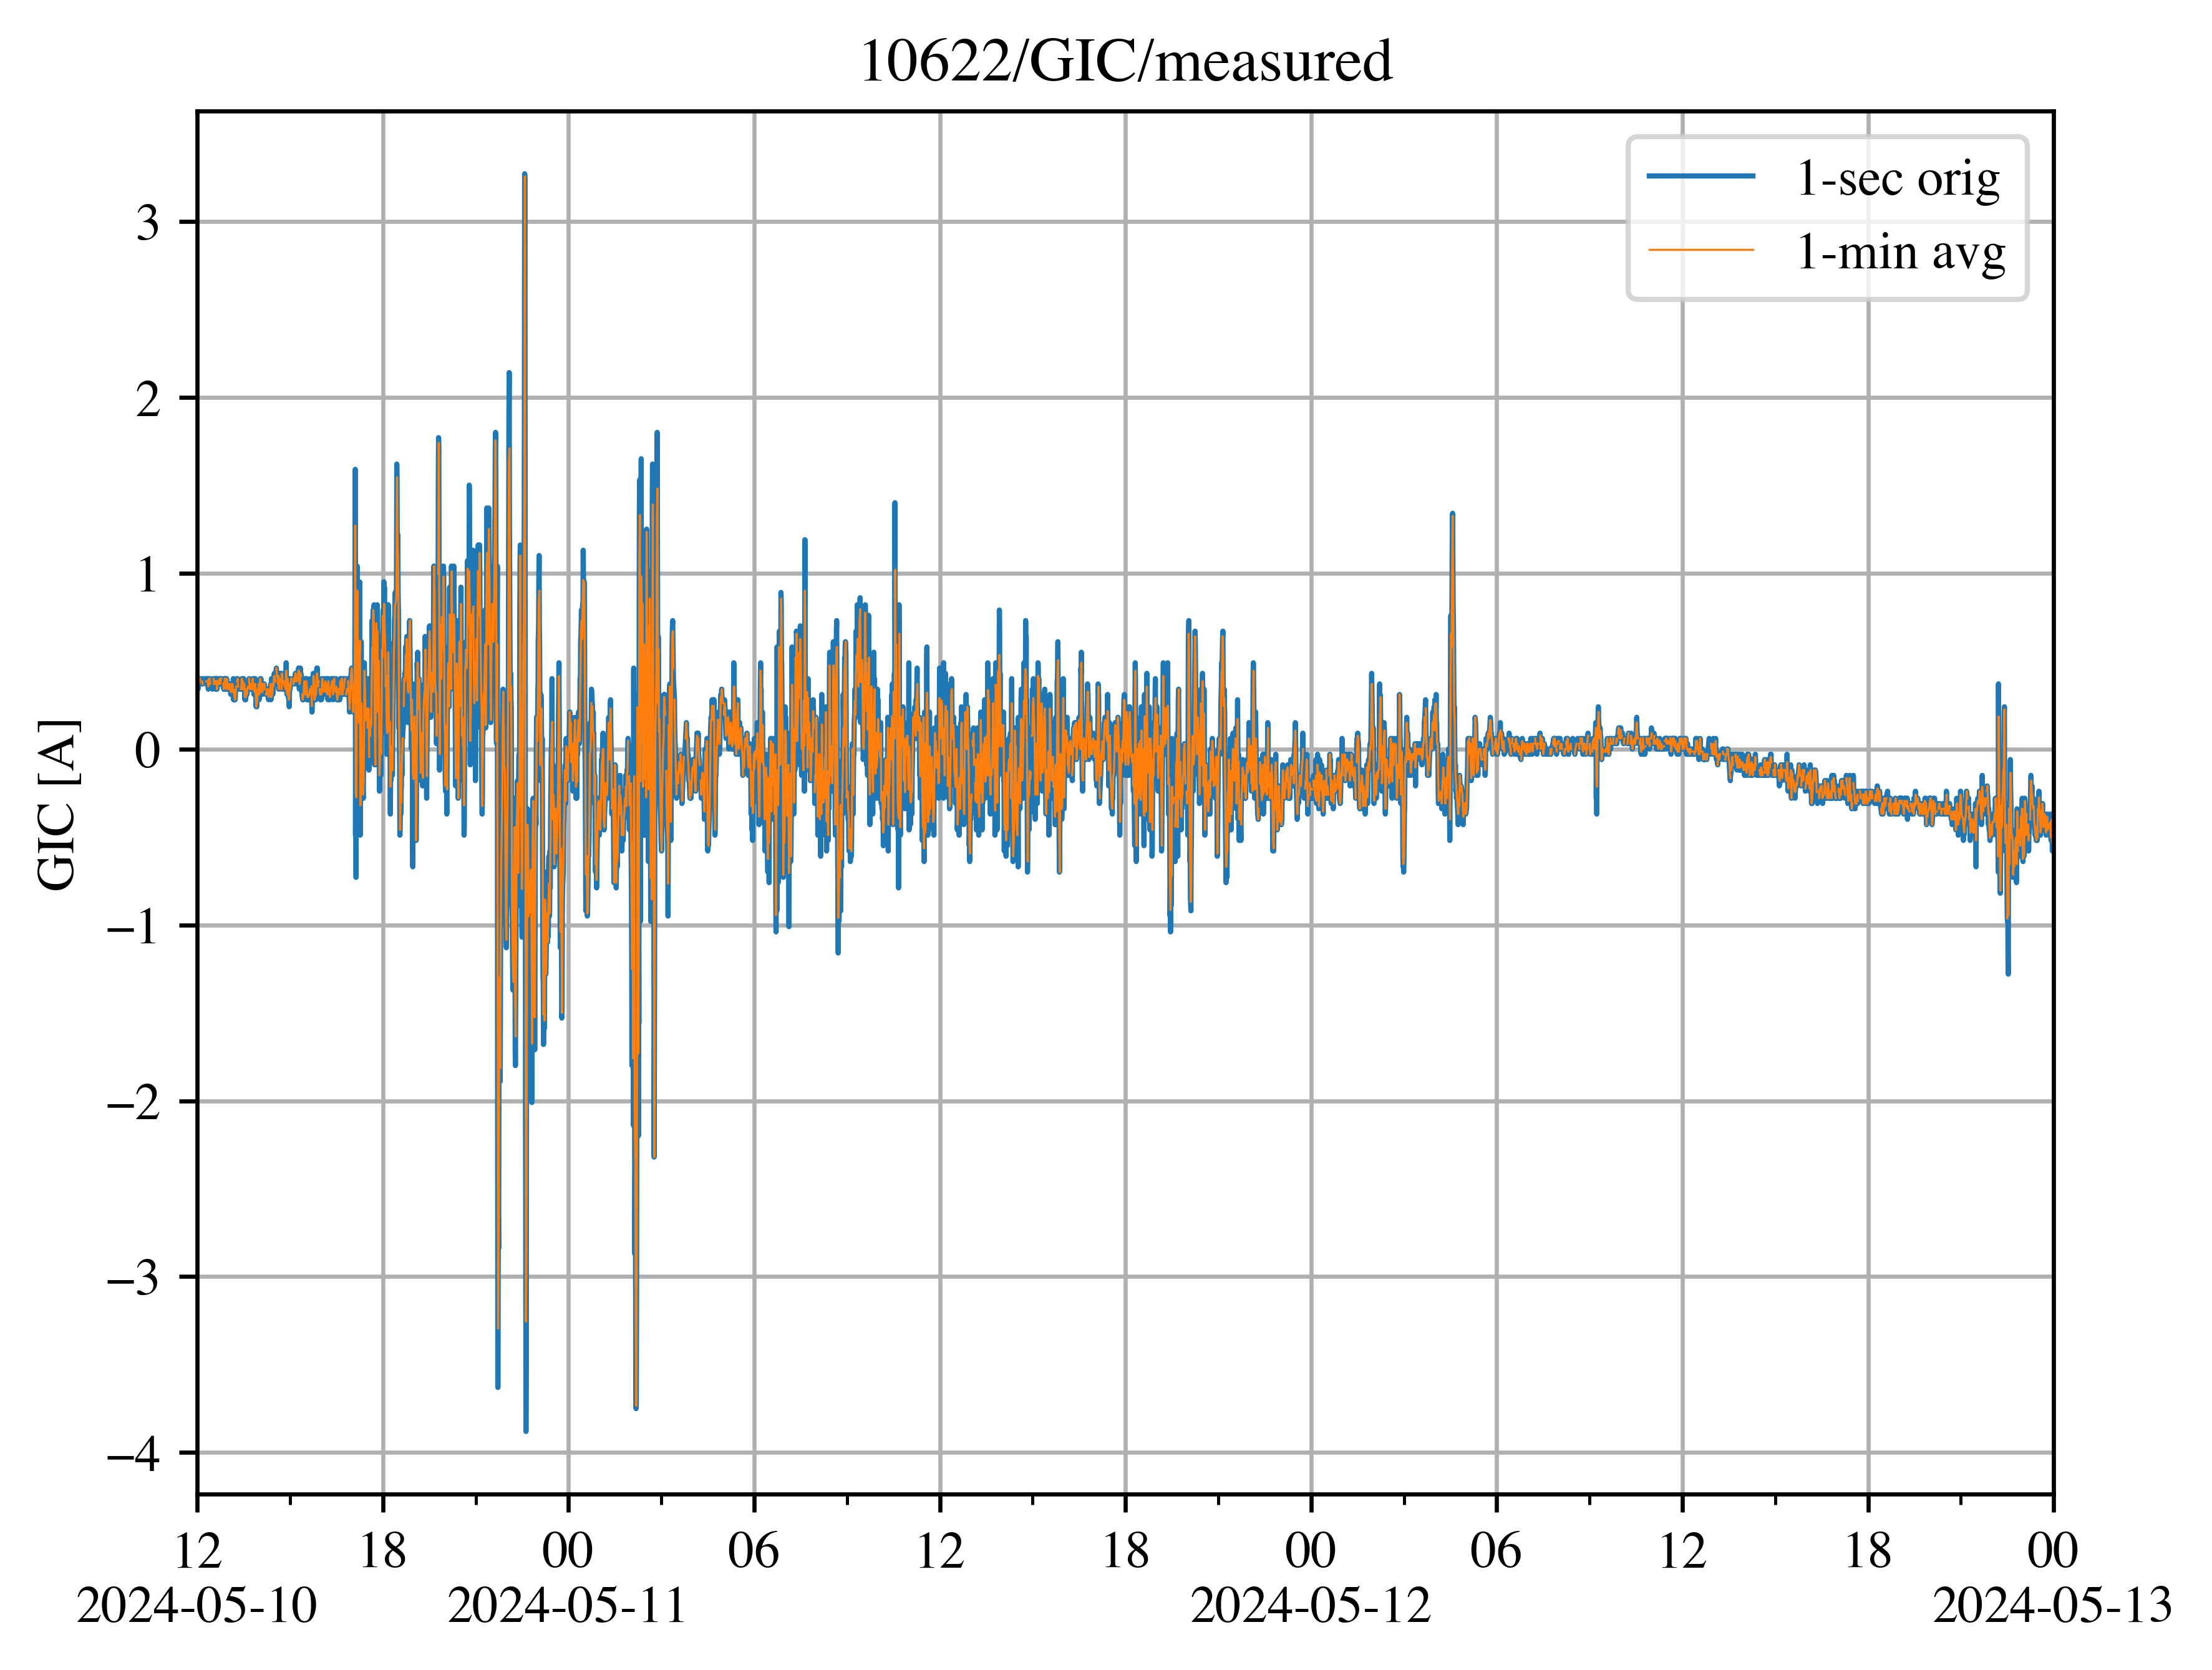 10622/GIC/measured
1-sec orig
1-min avg
GIC [A]
3
2
1
0
−1
−2
−3
−4
12 18 00 06 12 18 00 06 12 18 00
2024-05-10 2024-05-11 2024-05-12 2024-05-13